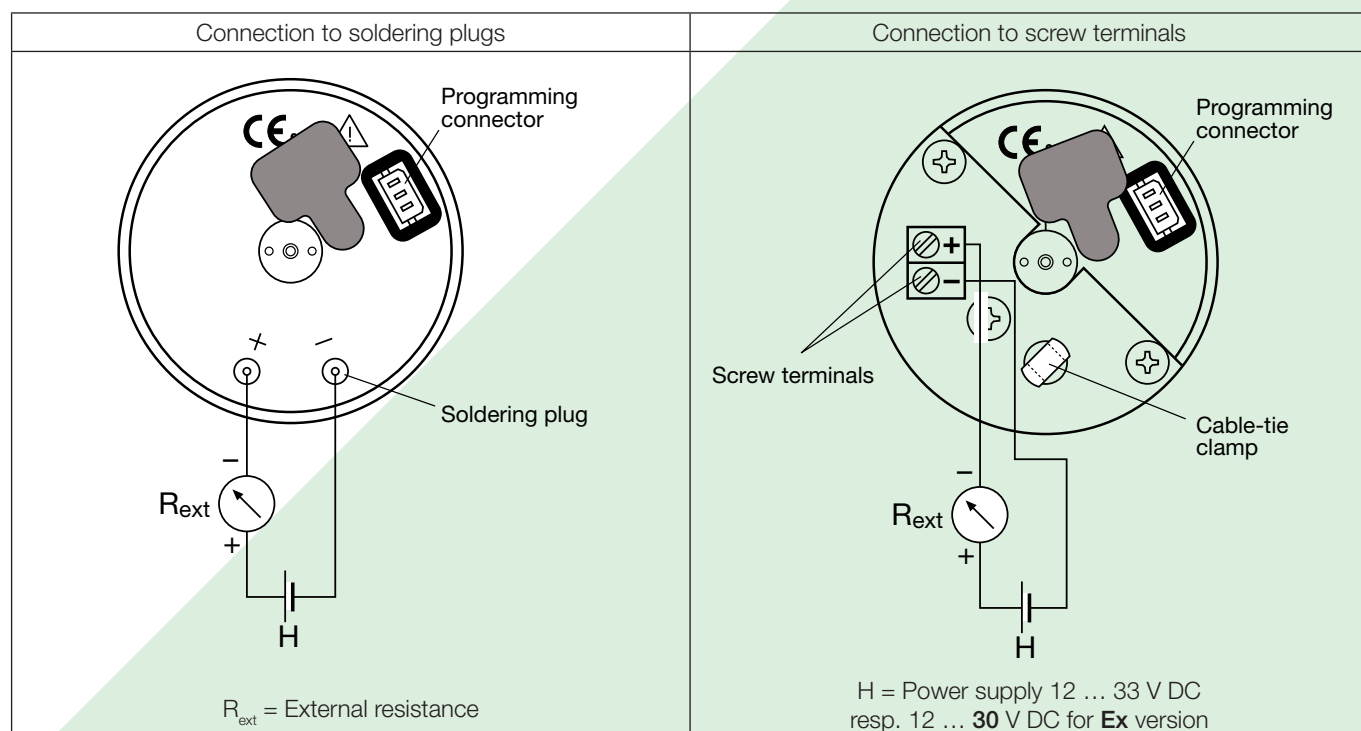 Connection to soldering plugs
Programming
connector
CE
+ −
Soldering plug
−
Rext
+
H
Rext = External resistance
Connection to screw terminals
Programming
connector
CE
+
−
Screw terminals
Cable-tie
clamp
−
Rext
+
H
H = Power supply 12 … 33 V DC
resp. 12 … 30 V DC for Ex version